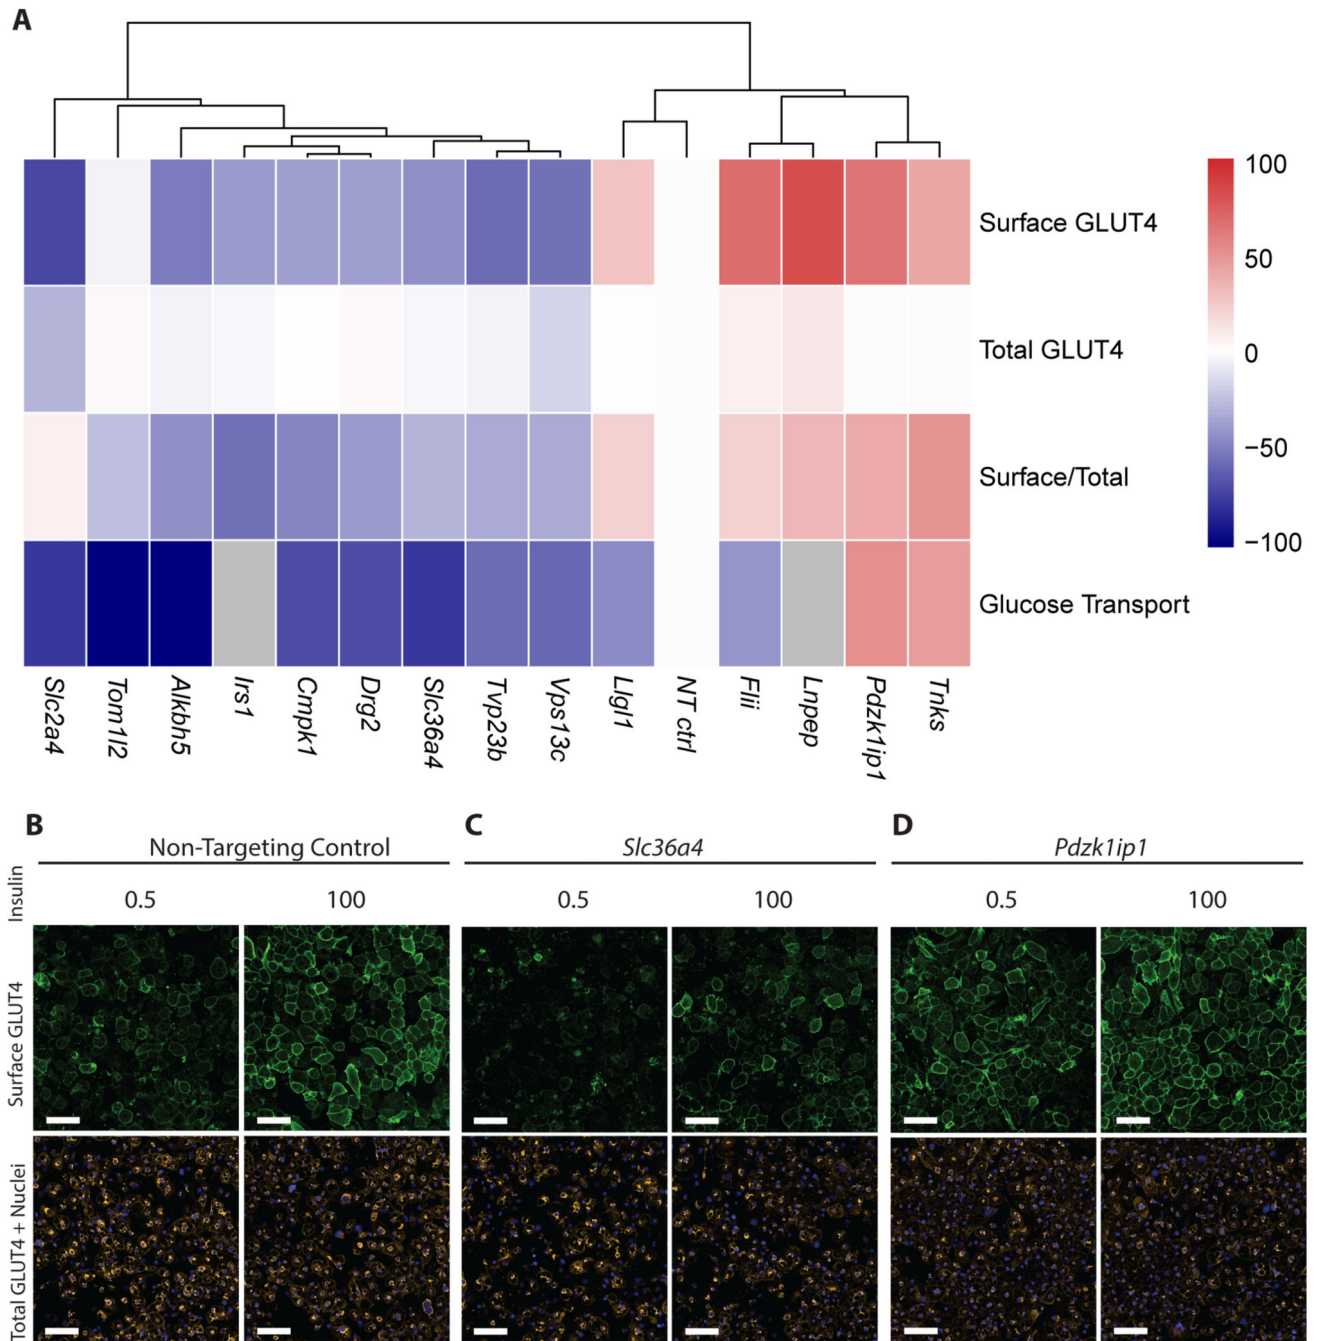 A
100
50
0
−50
−100
Surface GLUT4
Total GLUT4
Surface/Total
Glucose Transport
Slc2a4
Tom1l2
Alkbh5
Irs1
Cmpk1
Drg2
Slc36a4
Tvp23b
Vps13c
Llgl1
NT ctrl
Flii
Lnpep
Pdzk1ip1
Tnks
B
Non-Targeting Control
C
Slc36a4
D
Pdzk1ip1
Insulin
0.5
100
0.5
100
0.5
100
Surface GLUT4
Total GLUT4 + Nuclei